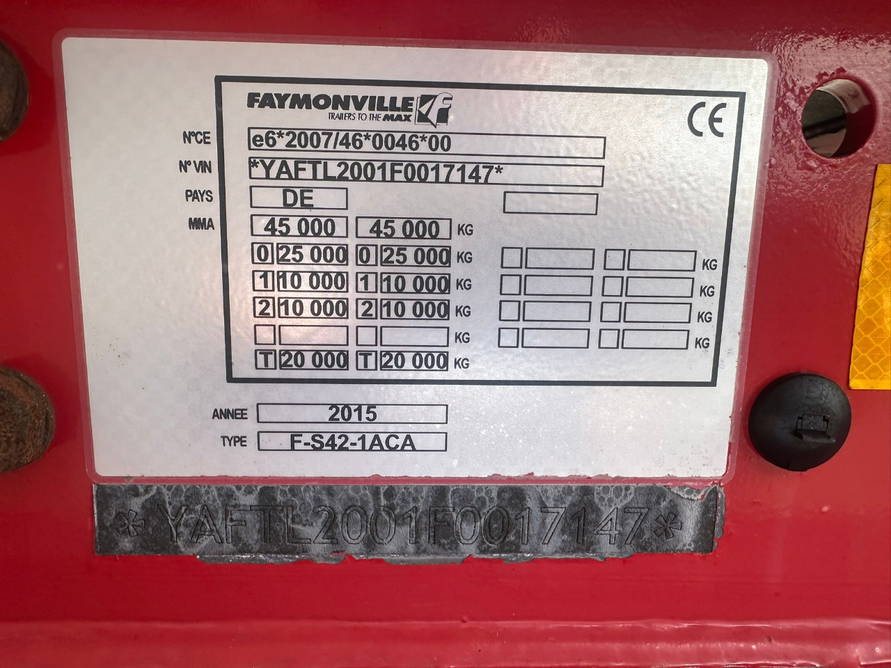 FAYMONVILLE
TRAILERS TO THE MAX
CE
N°CE e6*2007/46*0046*00
N° VIN *YAFTL2001F0017147*
PAYS DE
MMA 45 000 45 000 KG
0 25 000 0 25 000 KG KG
1 10 000 1 10 000 KG KG
2 10 000 2 10 000 KG KG
KG KG
T 20 000 T 20 000 KG
ANNEE 2015
TYPE F-S42-1ACA
*YAFTL2001F0017147*